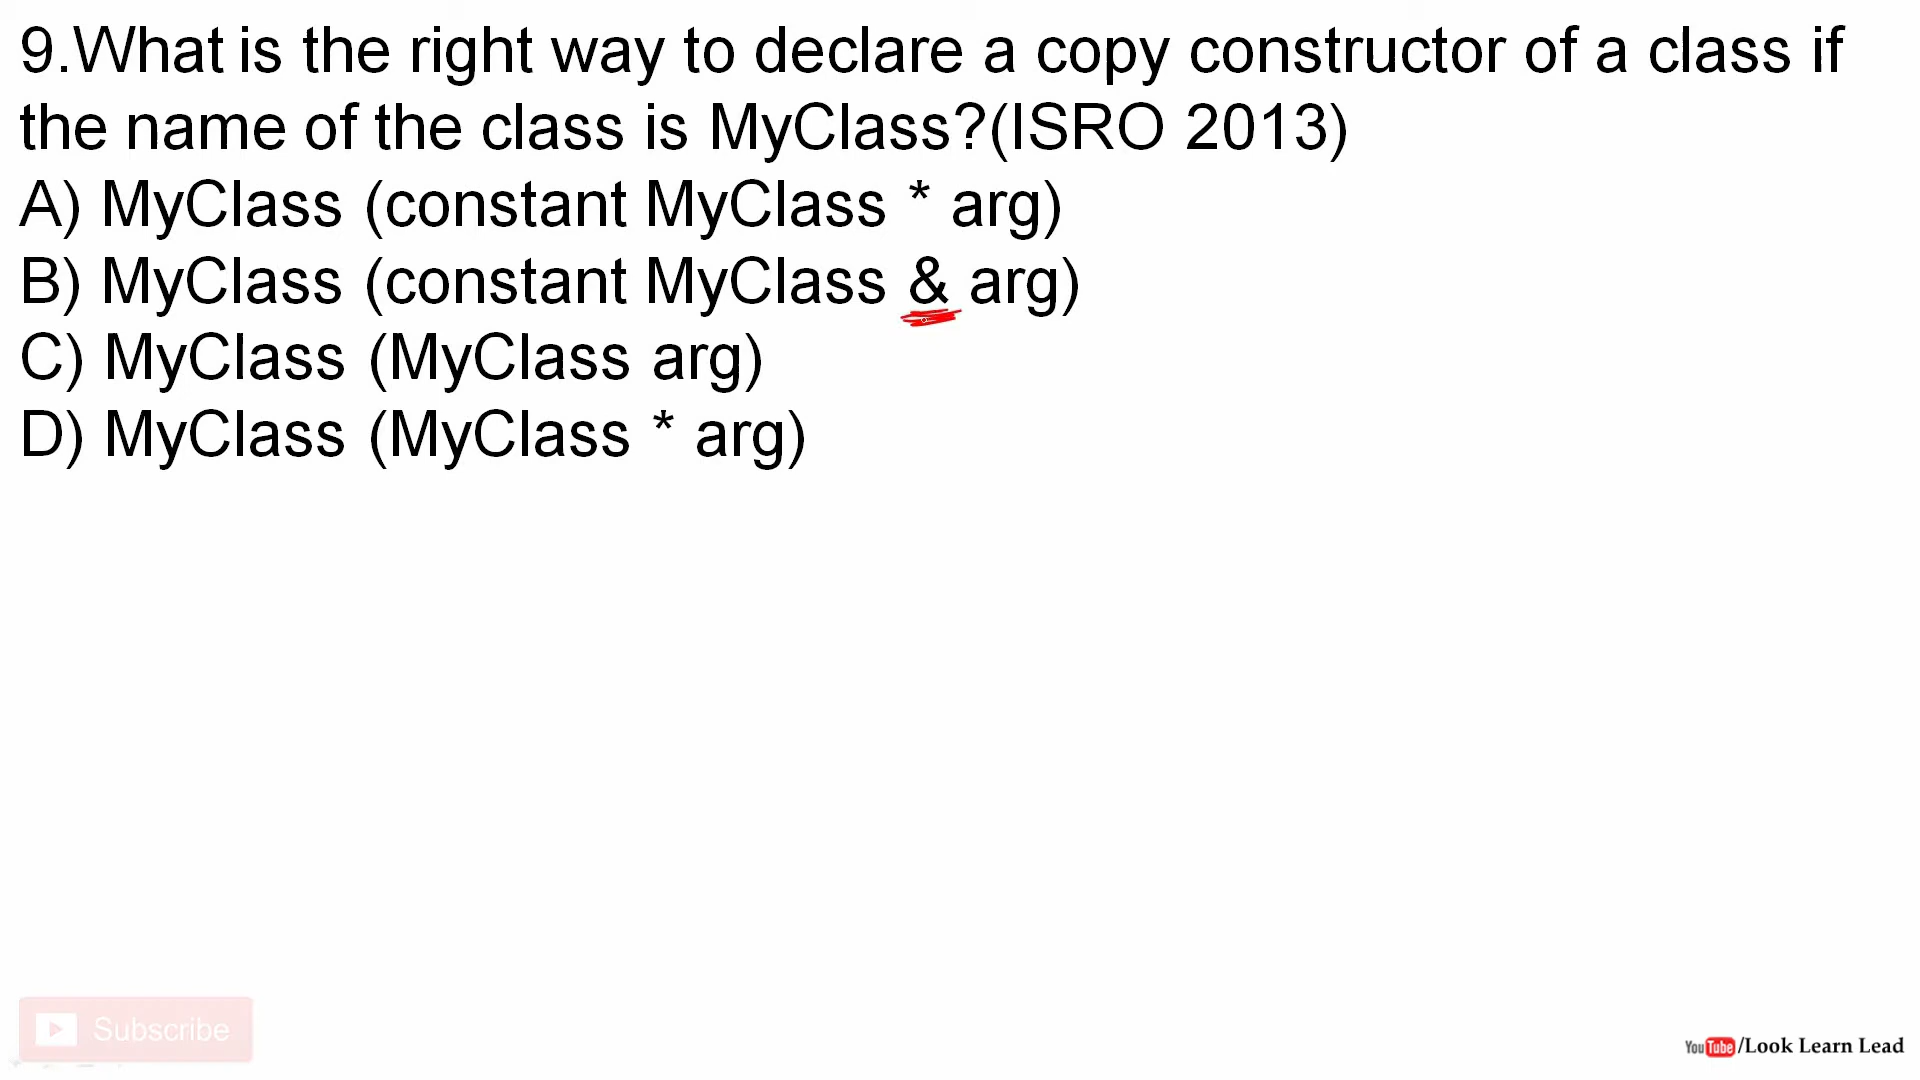 9.What is the right way to declare a copy constructor of a class if
the name of the class is MyClass?(ISRO 2013)
A) MyClass (constant MyClass * arg)
B) MyClass (constant MyClass & arg)
C) MyClass (MyClass arg)
D) MyClass (MyClass * arg)
Subscribe
YouTube/Look Learn Lead